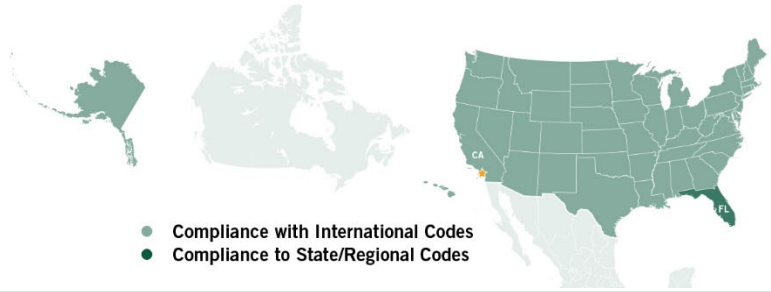 CA
FL
Compliance with International Codes
Compliance to State/Regional Codes